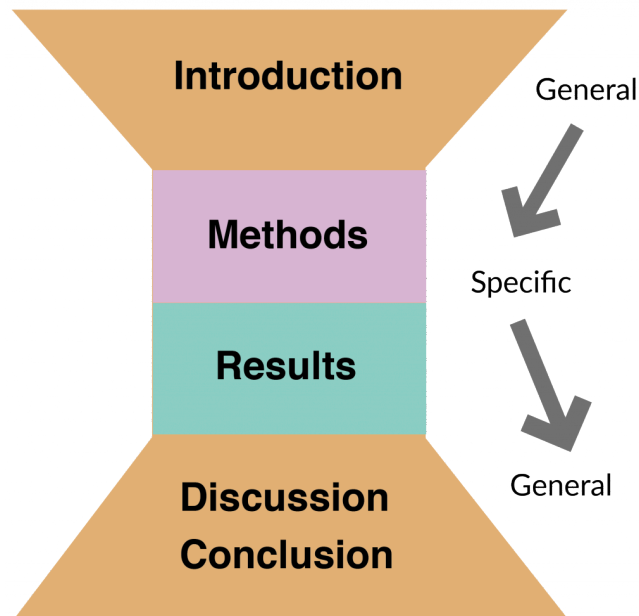 Introduction
General
Methods
Specific
Results
General
Discussion
Conclusion